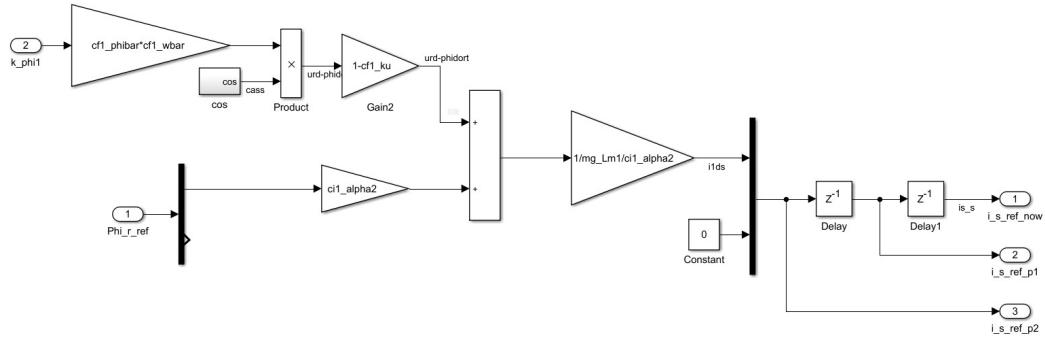 2
k_phi1
cf1_phibar*cf1_wbar
cos
cos
cass
×
Product
urd-phido
1-cf1_ku
Gain2
urd-phidort
+
+
1
Phi_r_ref
ci1_alpha2
1/mg_Lm1/ci1_alpha2
i1ds
0
Constant
Z-1
Delay
Z-1
Delay1
is_s
1
i_s_ref_now
2
i_s_ref_p1
3
i_s_ref_p2